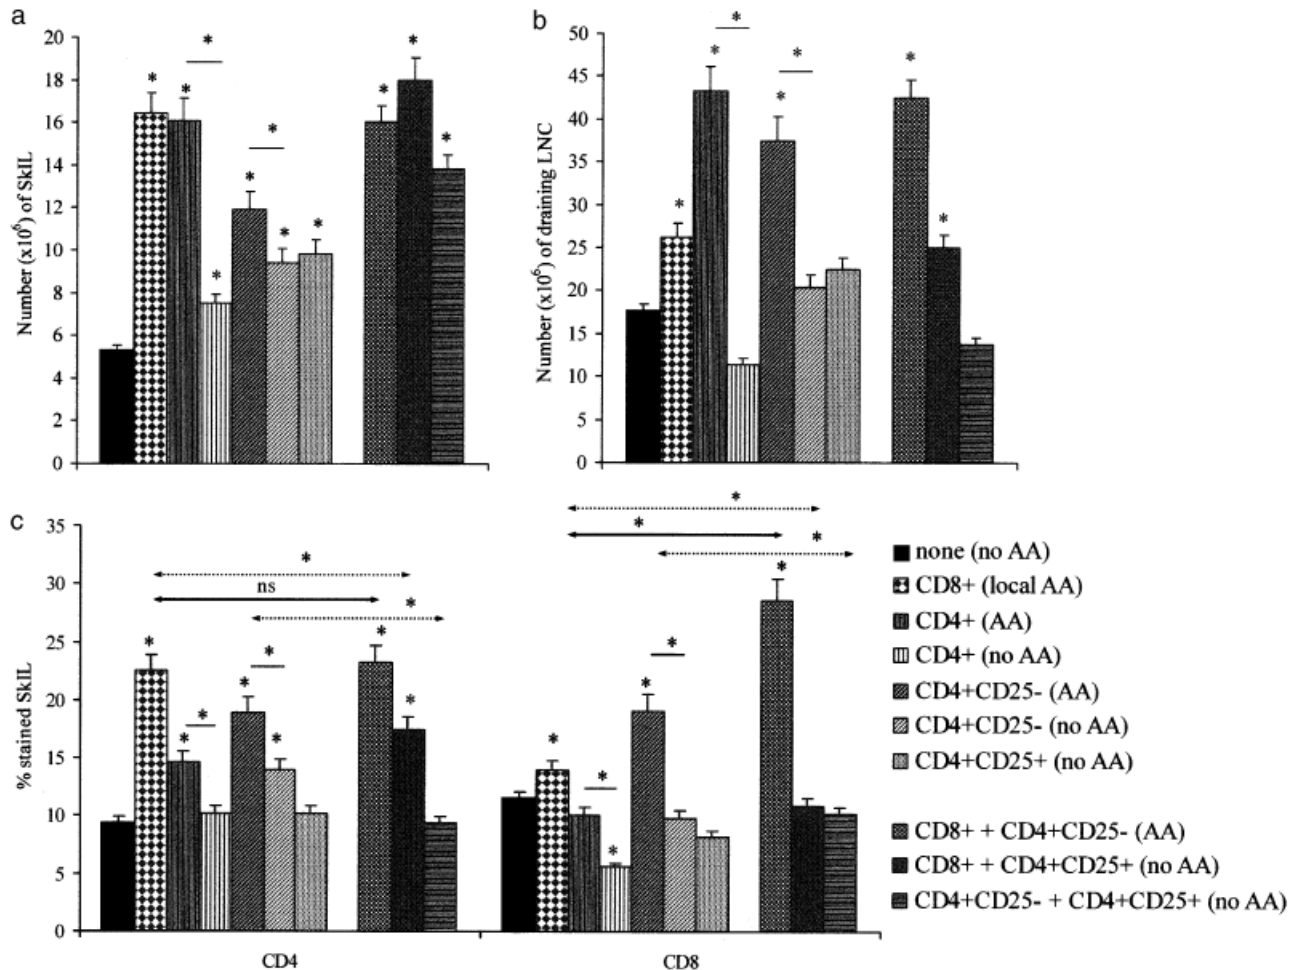 a
Number (x10⁶) of SkIL
20
18
16
14
12
10
8
6
4
2
0
* * * * * * * * * * *
b
Number (x10⁶) of draining LNC
50
45
40
35
30
25
20
15
10
5
0
* * * * * * *
c
% stained SkIL
35
30
25
20
15
10
5
0
*
ns
*
* * * * * * * *
CD4
*
*
*
* * * * * *
CD8
none (no AA)
CD8+ (local AA)
CD4+ (AA)
CD4+ (no AA)
CD4+CD25- (AA)
CD4+CD25- (no AA)
CD4+CD25+ (no AA)
CD8+ + CD4+CD25- (AA)
CD8+ + CD4+CD25+ (no AA)
CD4+CD25- + CD4+CD25+ (no AA)